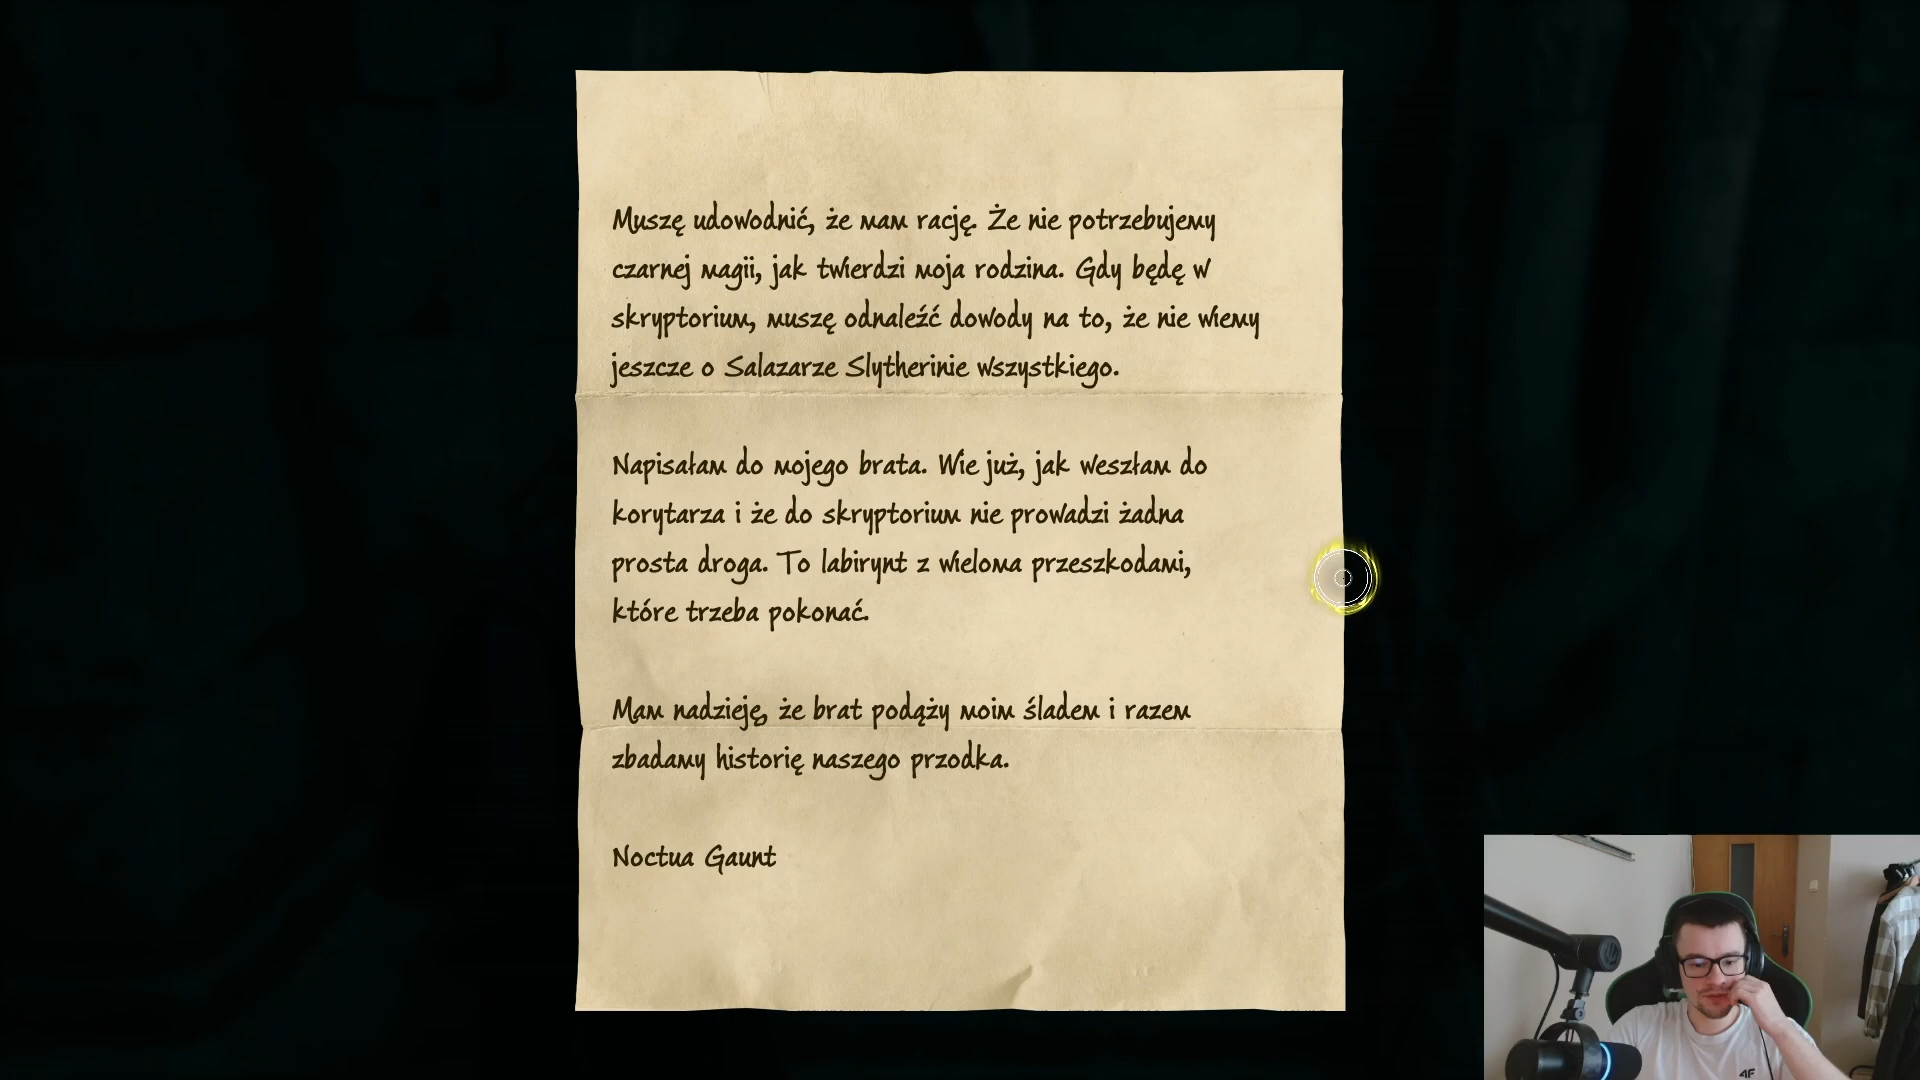 Muszę udowodnić, że mam rację. Że nie potrzebujemy
czarnej magii, jak twierdzi moja rodzina. Gdy będę w
skryptorium, muszę odnaleźć dowody na to, że nie wiemy
jeszcze o Salazarze Slytherinie wszystkiego.
Napisałam do mojego brata. Wie już, jak weszłam do
korytarza i że do skryptorium nie prowadzi żadna
prosta droga. To labirynt z wieloma przeszkodami,
które trzeba pokonać.
Mam nadzieję, że brat podąży moim śladem i razem
zbadamy historię naszego przodka.
Noctua Gaunt
4F